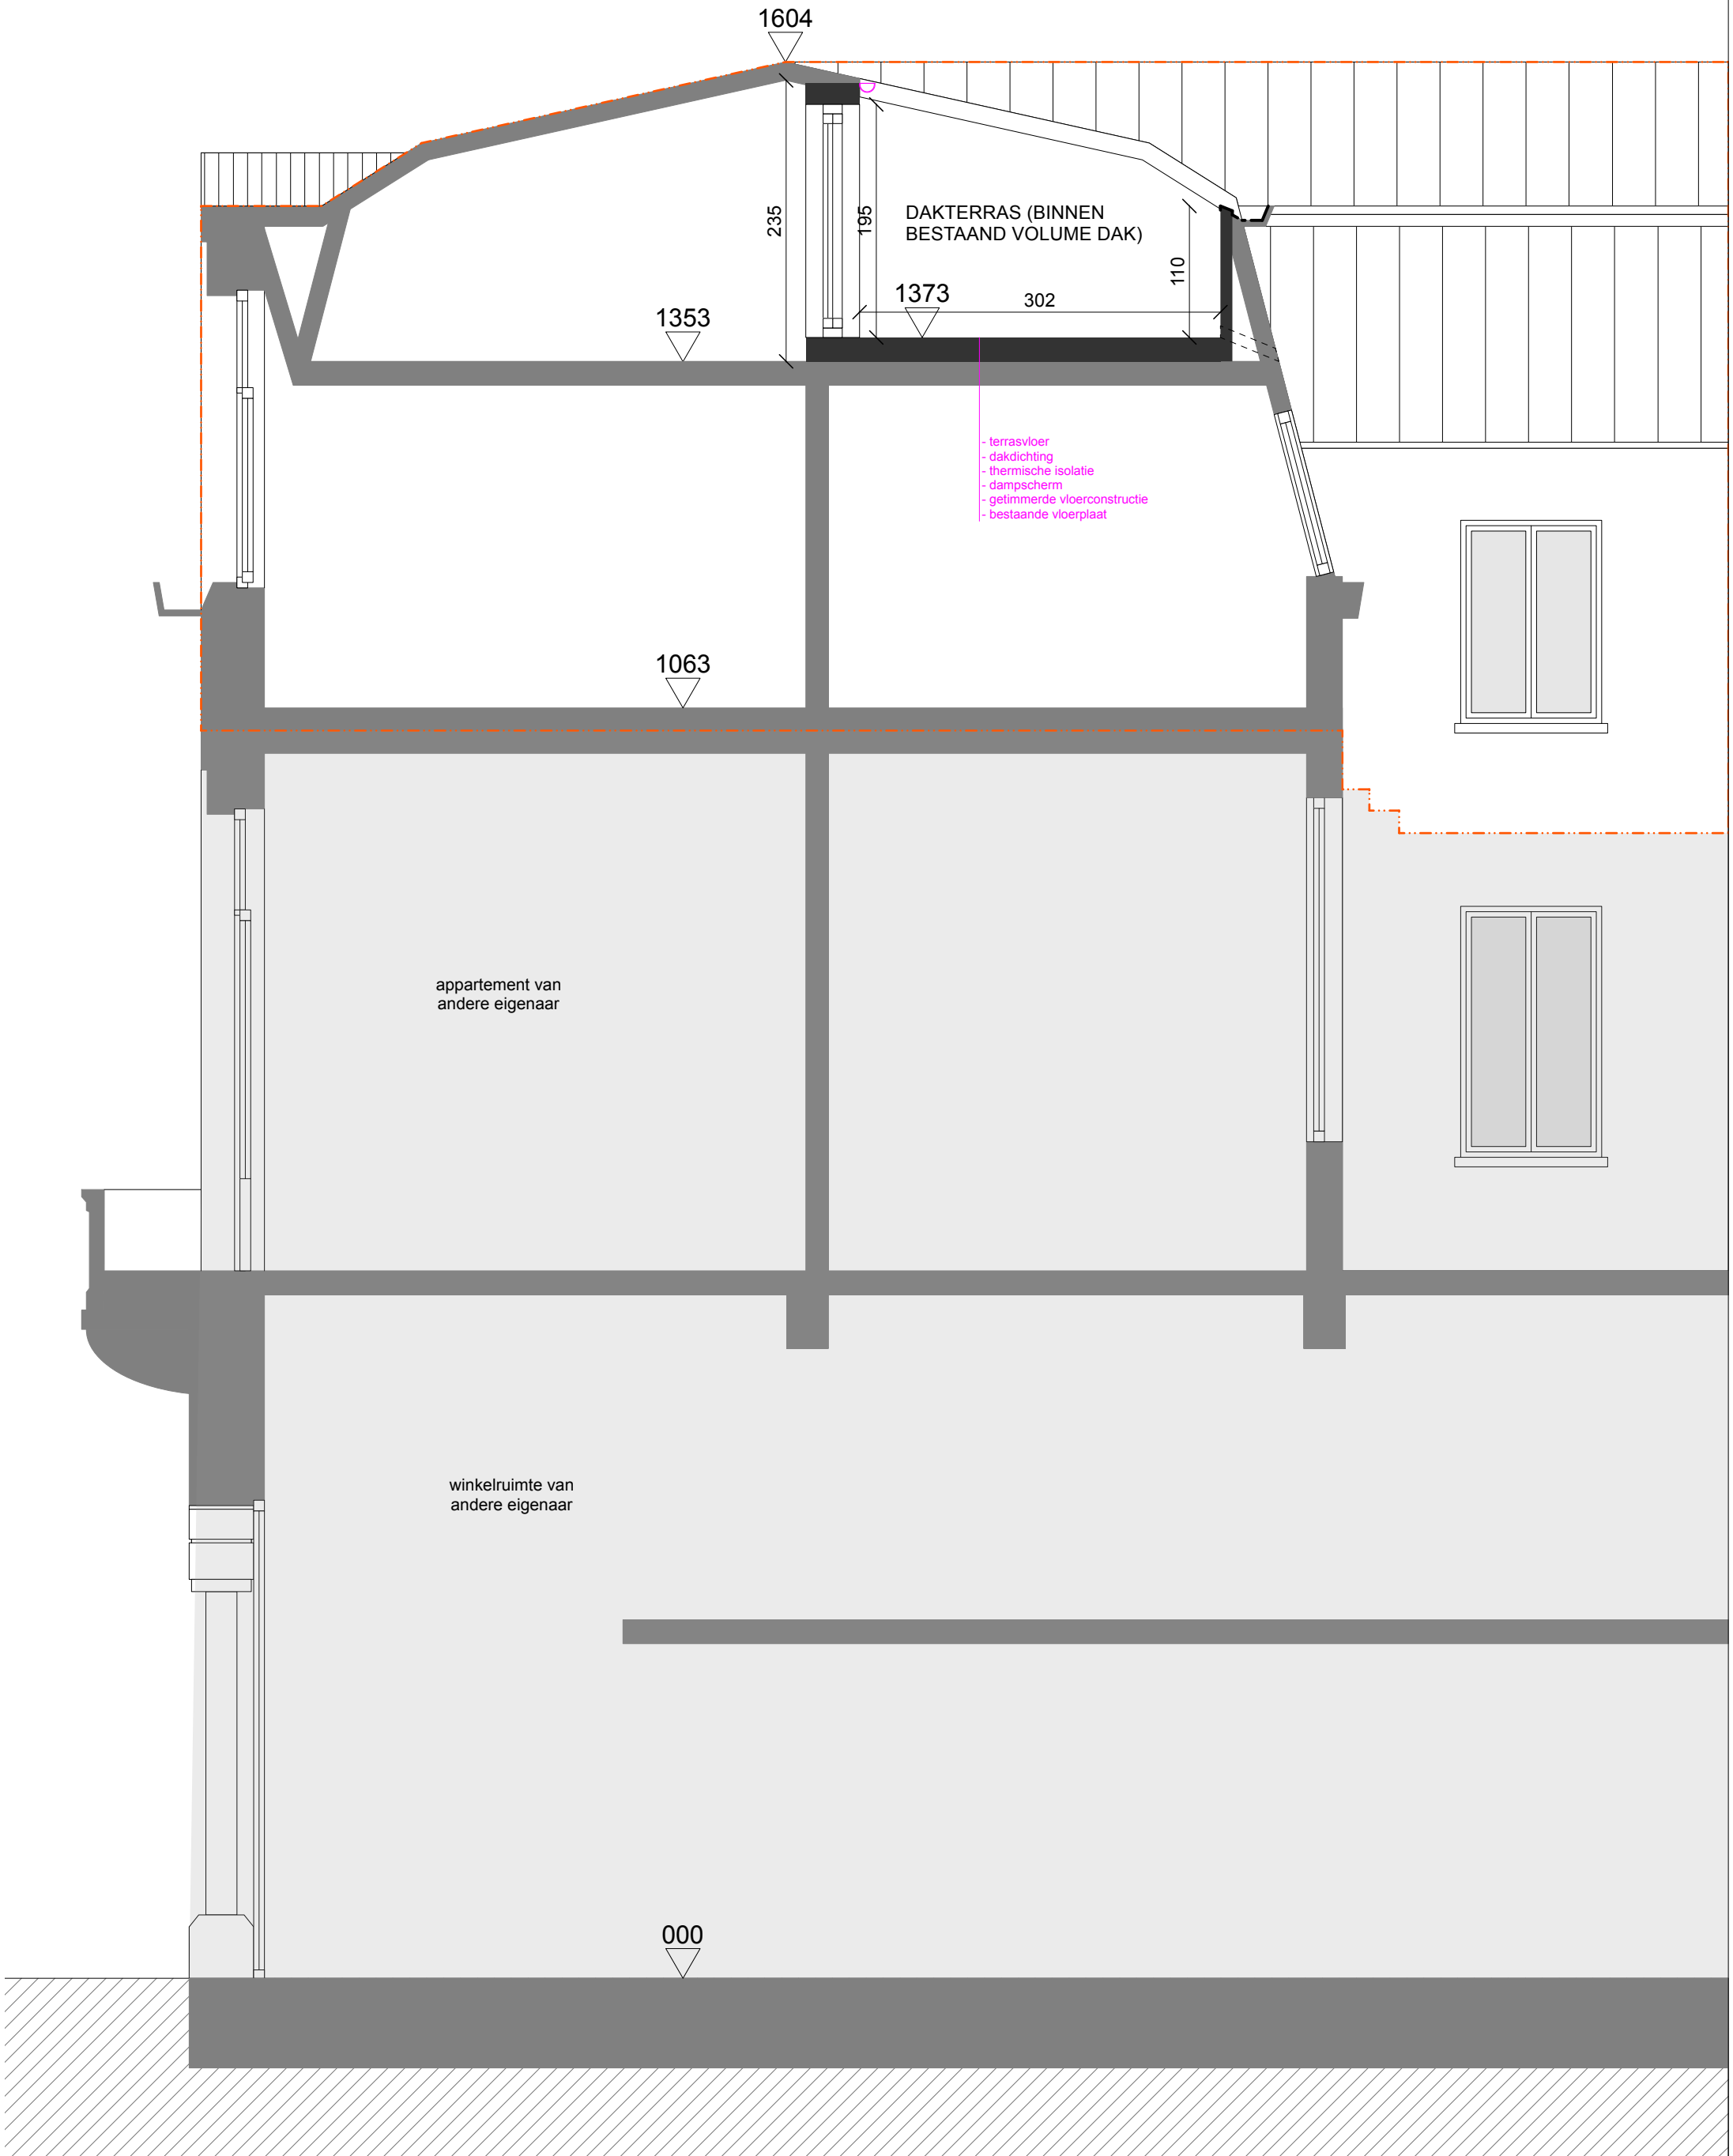 1604
235
195
DAKTERRAS (BINNEN
BESTAAND VOLUME DAK)
110
1373
302
1353
- terrasvloer
- dakdichting
- thermische isolatie
- dampscherm
- getimmerde vloerconstructie
- bestaande vloerplaat
1063
appartement van
andere eigenaar
winkelruimte van
andere eigenaar
000